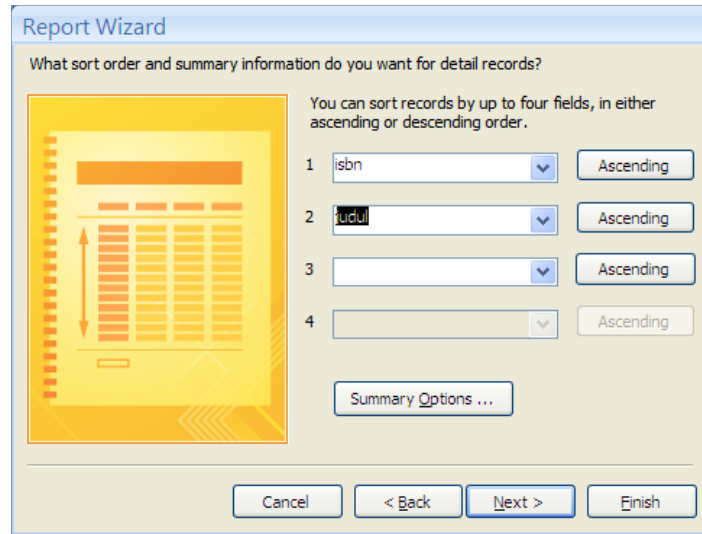 Report Wizard
What sort order and summary information do you want for detail records?
You can sort records by up to four fields, in either
ascending or descending order.
1 isbn Ascending
2 judul Ascending
3 Ascending
4 Ascending
Summary Options ...
Cancel < Back Next > Finish